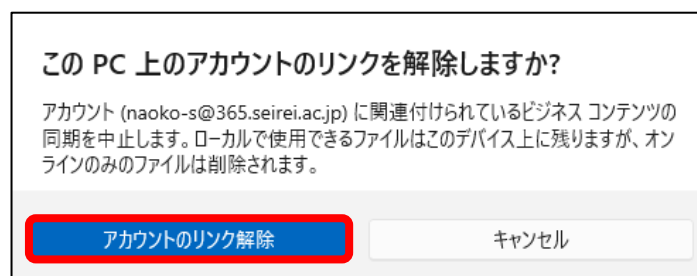 この PC 上のアカウントのリンクを解除しますか?
アカウント (naoko-s@365.seirei.ac.jp) に関連付けられているビジネス コンテンツの
同期を中止します。ローカルで使用できるファイルはこのデバイス上に残りますが、オン
ラインのみのファイルは削除されます。
アカウントのリンク解除
キャンセル